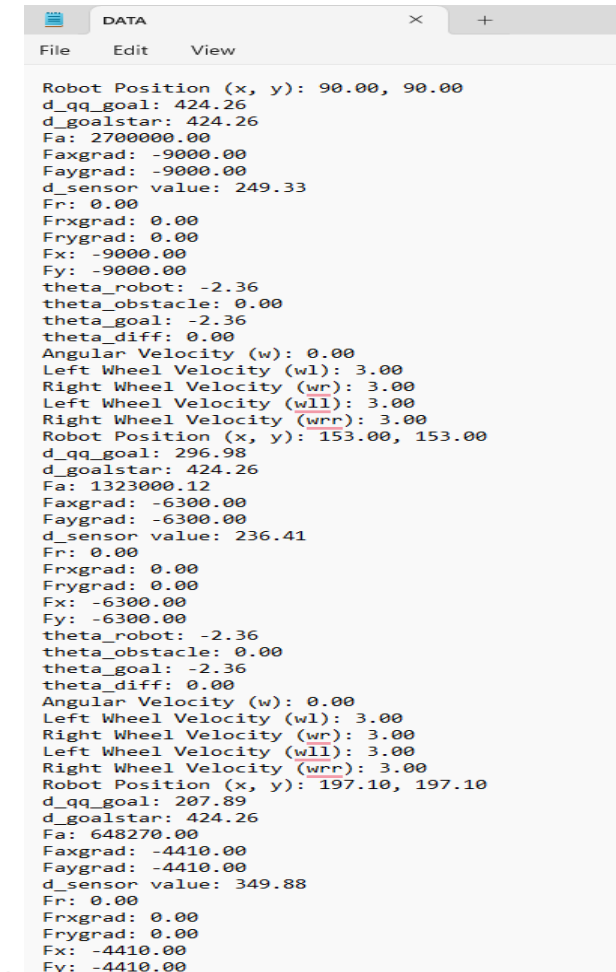 DATA
File Edit View
Robot Position (x, y): 90.00, 90.00
d_qq_goal: 424.26
d_goalstar: 424.26
Fa: 2700000.00
Faxgrad: -9000.00
Faygrad: -9000.00
d_sensor value: 249.33
Fr: 0.00
Frxgrad: 0.00
Frygrad: 0.00
Fx: -9000.00
Fy: -9000.00
theta_robot: -2.36
theta_obstacle: 0.00
theta_goal: -2.36
theta_diff: 0.00
Angular Velocity (w): 0.00
Left Wheel Velocity (wl): 3.00
Right Wheel Velocity (wr): 3.00
Left Wheel Velocity (wll): 3.00
Right Wheel Velocity (wrr): 3.00
Robot Position (x, y): 153.00, 153.00
d_qq_goal: 296.98
d_goalstar: 424.26
Fa: 1323000.12
Faxgrad: -6300.00
Faygrad: -6300.00
d_sensor value: 236.41
Fr: 0.00
Frxgrad: 0.00
Frygrad: 0.00
Fx: -6300.00
Fy: -6300.00
theta_robot: -2.36
theta_obstacle: 0.00
theta_goal: -2.36
theta_diff: 0.00
Angular Velocity (w): 0.00
Left Wheel Velocity (wl): 3.00
Right Wheel Velocity (wr): 3.00
Left Wheel Velocity (wll): 3.00
Right Wheel Velocity (wrr): 3.00
Robot Position (x, y): 197.10, 197.10
d_qq_goal: 207.89
d_goalstar: 424.26
Fa: 648270.00
Faxgrad: -4410.00
Faygrad: -4410.00
d_sensor value: 349.88
Fr: 0.00
Frxgrad: 0.00
Frygrad: 0.00
Fx: -4410.00
Fy: -4410.00